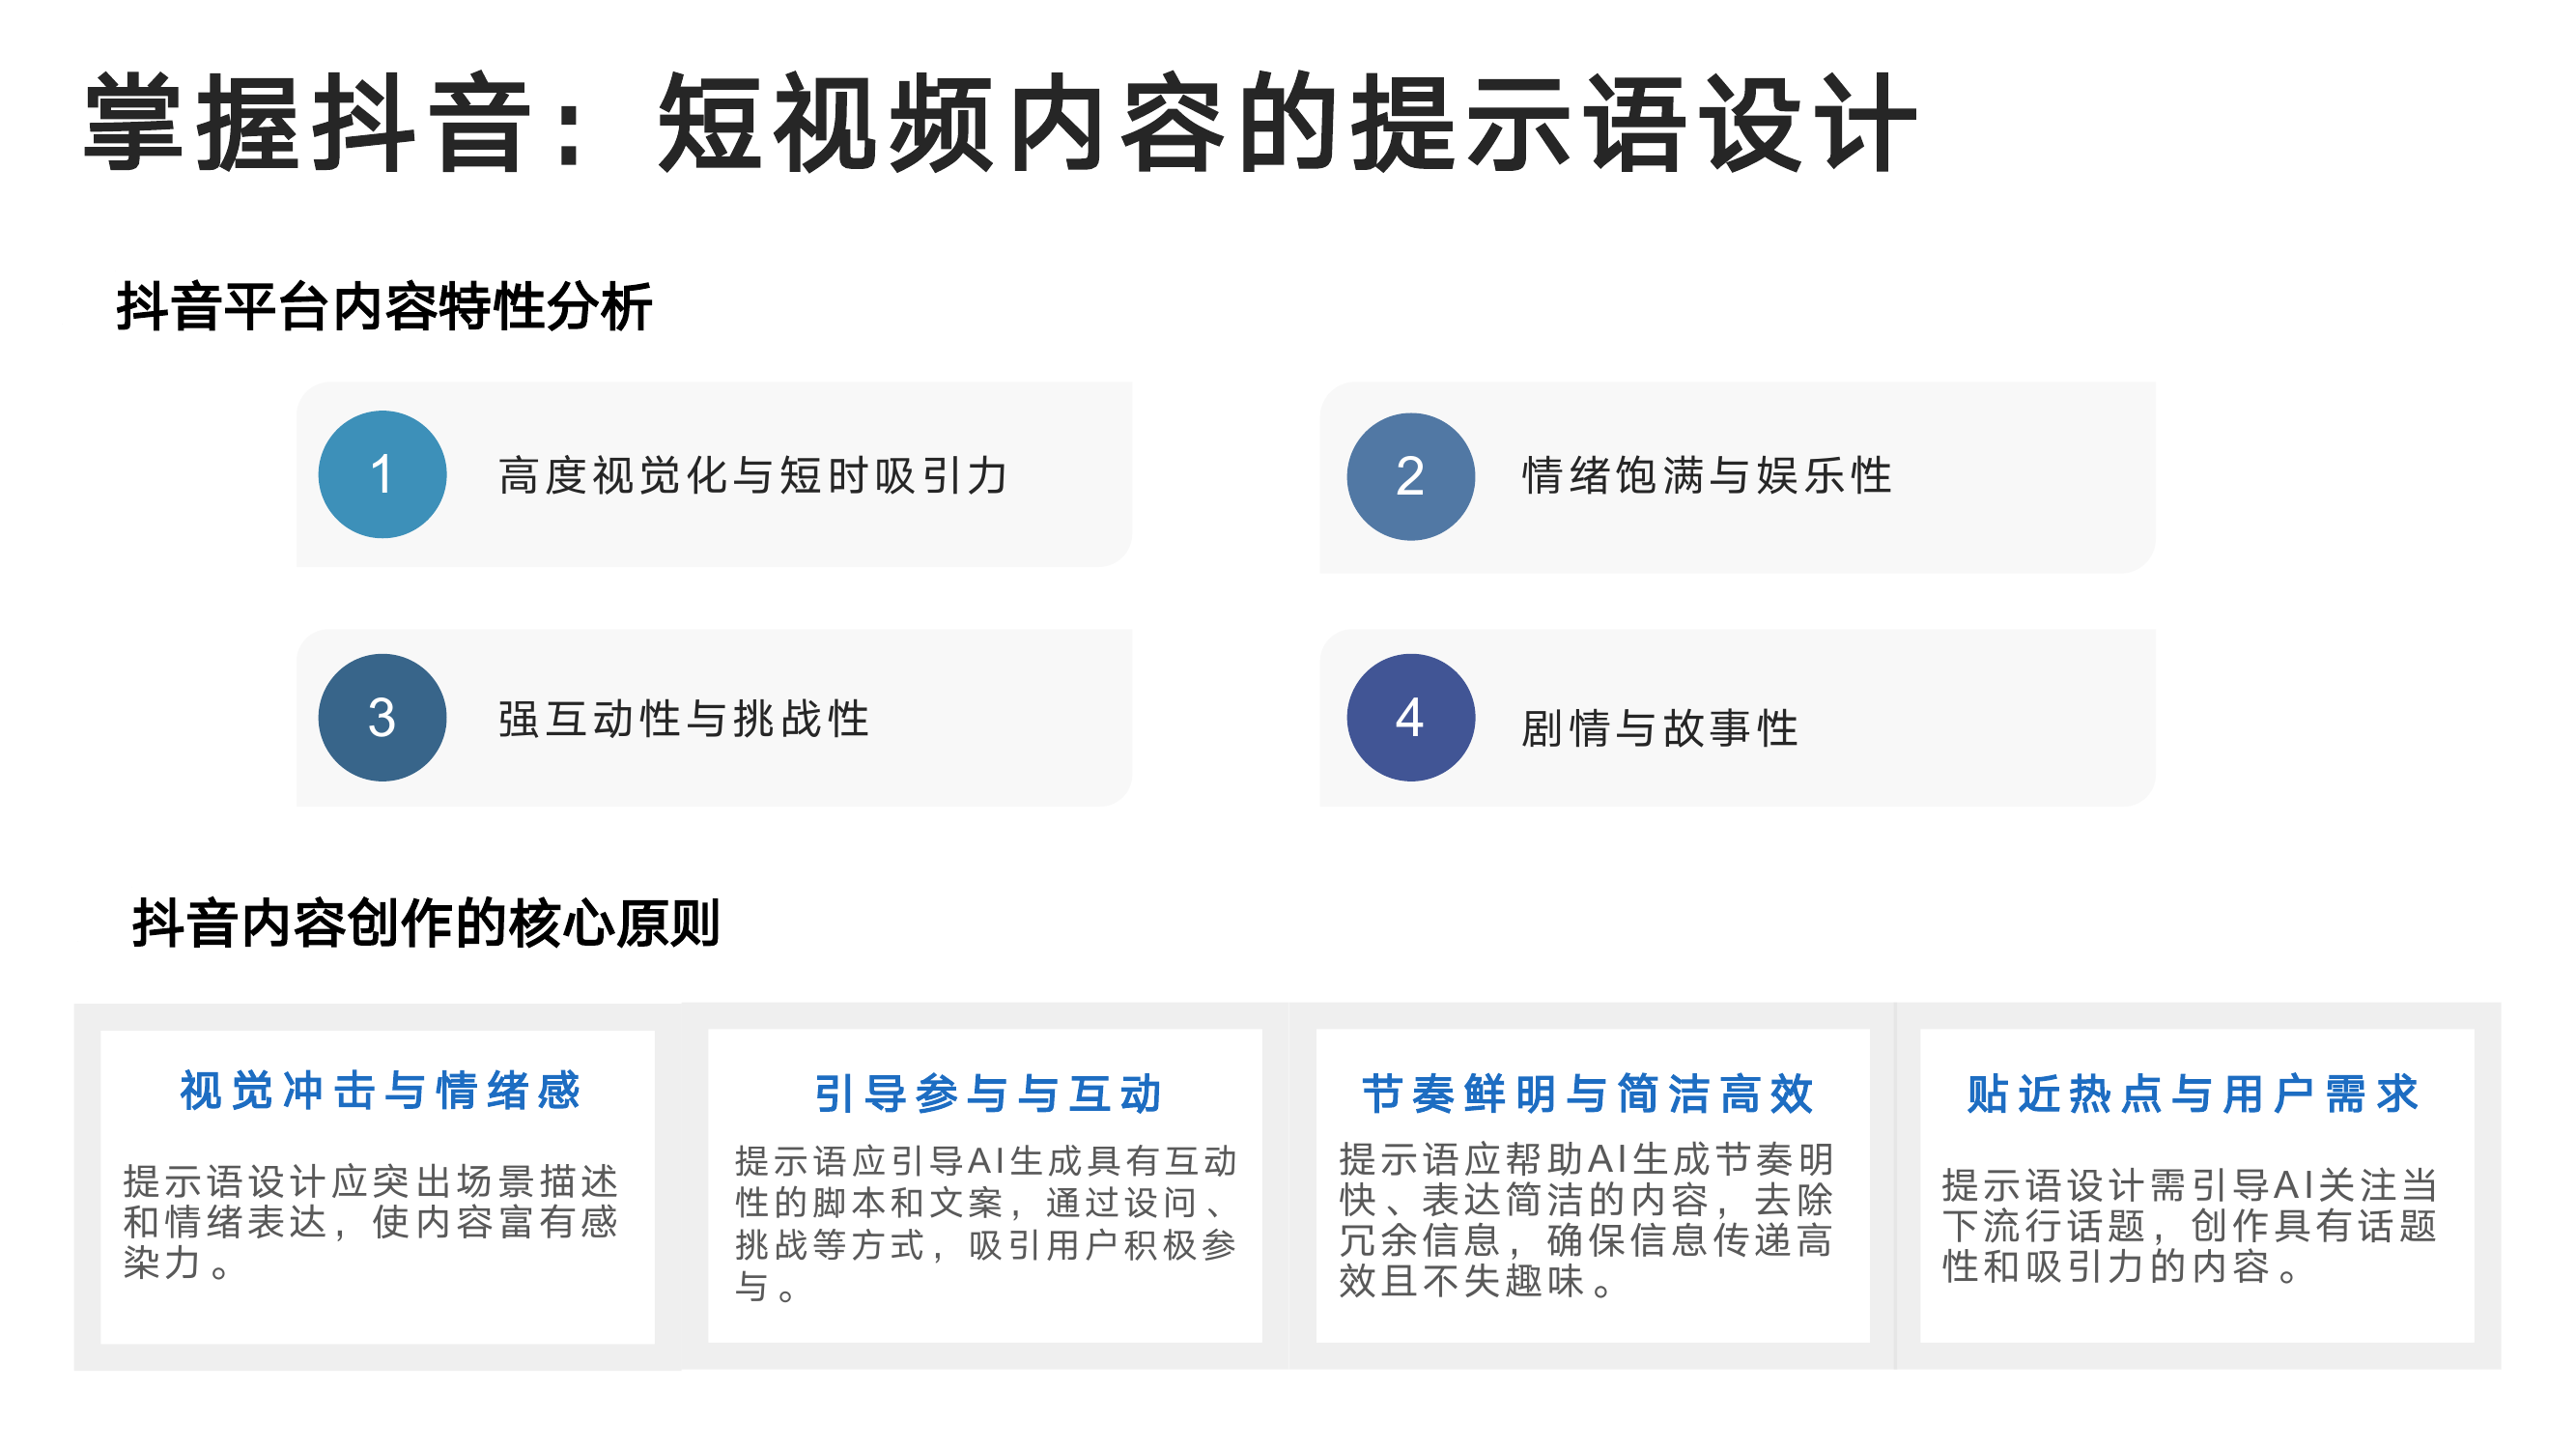 掌握抖音：短视频内容的提示语设计
抖音平台内容特性分析
1
高度视觉化与短时吸引力
2
情绪饱满与娱乐性
3
强互动性与挑战性
4
剧情与故事性
抖音内容创作的核心原则
视觉冲击与情绪感
提示语设计应突出场景描述
和情绪表达，使内容富有感
染力。
引导参与与互动
提示语应引导AI生成具有互动
性的脚本和文案，通过设问、
挑战等方式，吸引用户积极参
与。
节奏鲜明与简洁高效
提示语应帮助AI生成节奏明
快、表达简洁的内容，去除
冗余信息，确保信息传递高
效且不失趣味。
贴近热点与用户需求
提示语设计需引导AI关注当
下流行话题，创作具有话题
性和吸引力的内容。